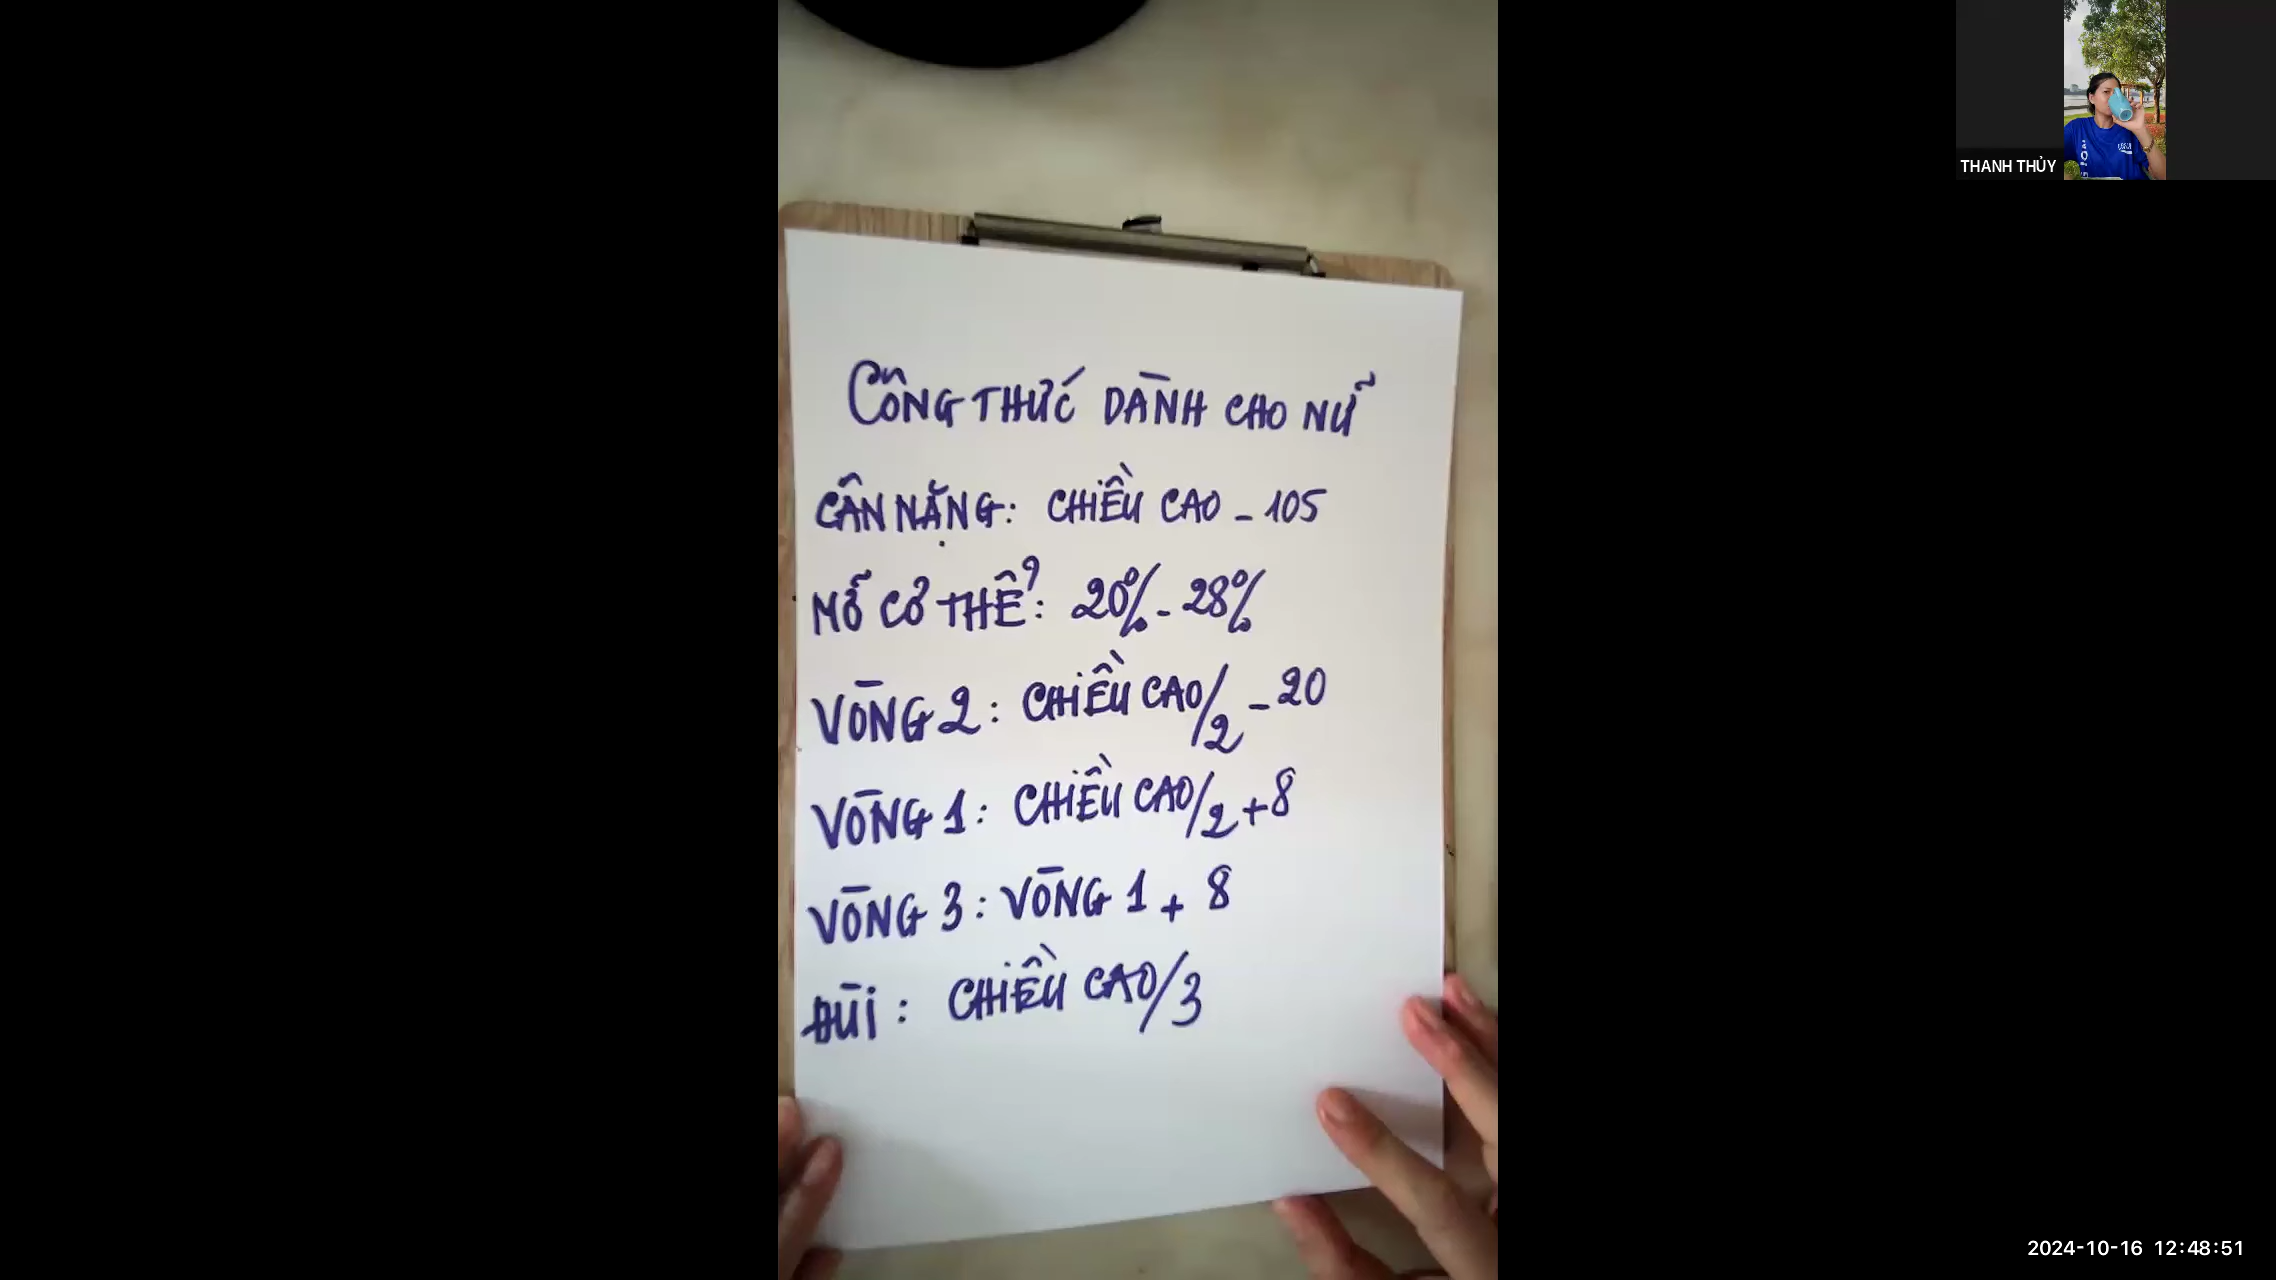 THANH THỦY
CÔNG THỨC DÀNH CHO NỮ
CÂN NẶNG: CHIỀU CAO - 105
MỠ CƠ THỂ: 20% - 28%
VÒNG 2: CHIỀU CAO/2 - 20
VÒNG 1: CHIỀU CAO/2 + 8
VÒNG 3: VÒNG 1 + 8
ĐÙI: CHIỀU CAO/3
2024-10-16 12:48:51